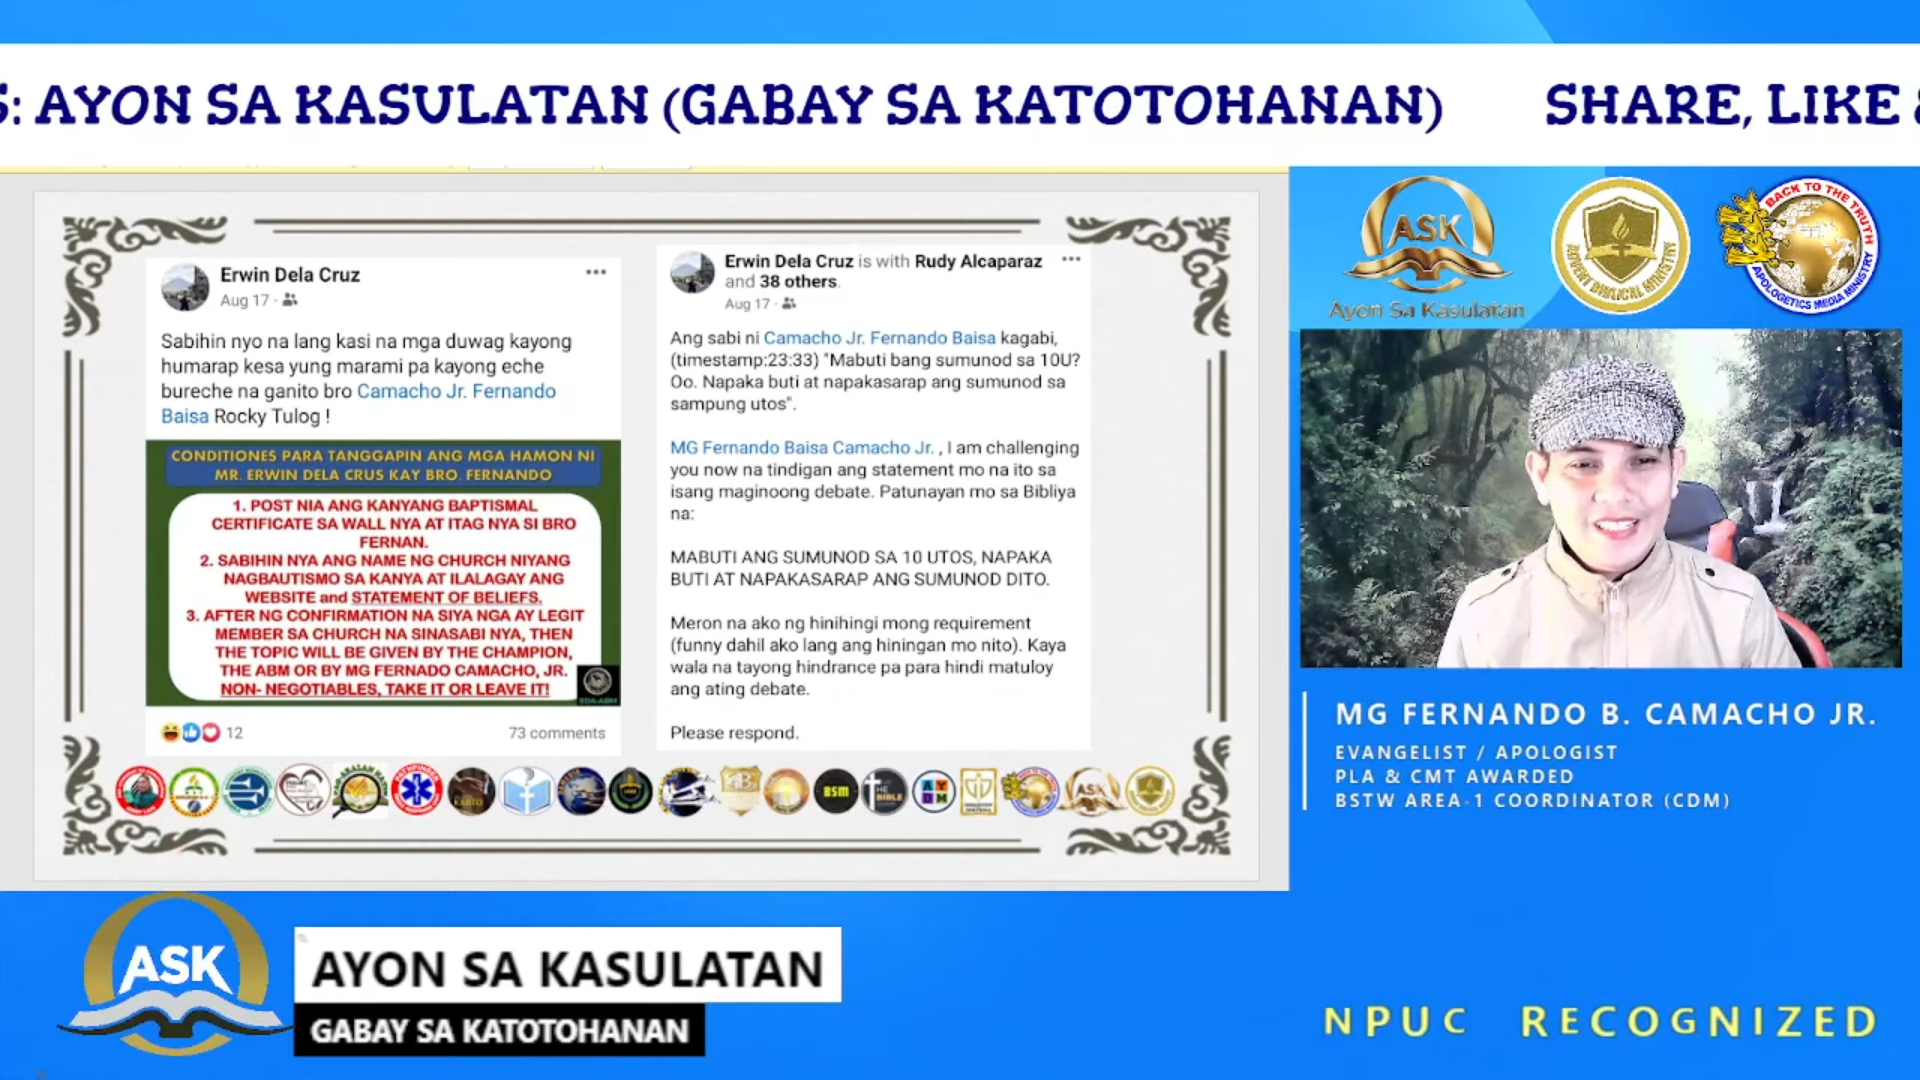 S: AYON SA KASULATAN (GABAY SA KATOTOHANAN) SHARE, LIKE &
Erwin Dela Cruz
Aug 17
Sabihin nyo na lang kasi na mga duwag kayong
humarap kesa yung marami pa kayong eche
bureche na ganito bro Camacho Jr. Fernando
Baisa Rocky Tulog !
CONDITIONES PARA TANGGAPIN ANG MGA HAMON NI
MR. ERWIN DELA CRUS KAY BRO. FERNANDO
1. POST NIA ANG KANYANG BAPTISMAL
CERTIFICATE SA WALL NYA AT ITAG NYA SI BRO
FERNAN.
2. SABIHIN NYA ANG NAME NG CHURCH NIYANG
NAGBAUTISMO SA KANYA AT ILALAGAY ANG
WEBSITE and STATEMENT OF BELIEFS.
3. AFTER NG CONFIRMATION NA SIYA NGA AY LEGIT
MEMBER SA CHURCH NA SINASABI NYA, THEN
THE TOPIC WILL BE GIVEN BY THE CHAMPION,
THE ABM OR BY MG FERNADO CAMACHO, JR.
NON- NEGOTIABLES, TAKE IT OR LEAVE IT!
SDA-ABM
12
73 comments
Erwin Dela Cruz is with Rudy Alcaparaz
and 38 others.
Aug 17
Ang sabi ni Camacho Jr. Fernando Baisa kagabi,
(timestamp:23:33) "Mabuti bang sumunod sa 10U?
Oo. Napaka buti at napakasarap ang sumunod sa
sampung utos".
MG Fernando Baisa Camacho Jr. , I am challenging
you now na tindigan ang statement mo na ito sa
isang maginoong debate. Patunayan mo sa Bibliya
na:
MABUTI ANG SUMUNOD SA 10 UTOS, NAPAKA
BUTI AT NAPAKASARAP ANG SUMUNOD DITO.
Meron na ako ng hinihingi mong requirement
(funny dahil ako lang ang hiningan mo nito). Kaya
wala na tayong hindrance pa para hindi matuloy
ang ating debate.
Please respond.
BSM
ASK
Ayon Sa Kasulatan
ADVENT BIBLICAL MINISTRY
BACK TO THE TRUTH
APOLOGETICS MEDIA MINISTRY
MG FERNANDO B. CAMACHO JR.
EVANGELIST / APOLOGIST
PLA & CMT AWARDED
BSTW AREA-1 COORDINATOR (CDM)
ASK
AYON SA KASULATAN
GABAY SA KATOTOHANAN
NPUC RECOGNIZED